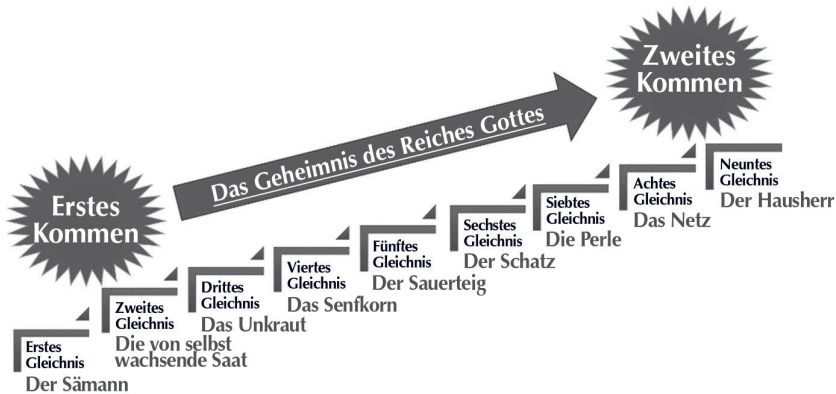 Zweites
Kommen
Das Geheimnis des Reiches Gottes
Erstes
Kommen
Erstes
Gleichnis
Der Sämann
Zweites
Gleichnis
Die von selbst
wachsende Saat
Drittes
Gleichnis
Das Unkraut
Viertes
Gleichnis
Das Senfkorn
Fünftes
Gleichnis
Der Sauerteig
Sechstes
Gleichnis
Der Schatz
Siebtes
Gleichnis
Die Perle
Achtes
Gleichnis
Das Netz
Neuntes
Gleichnis
Der Hausherr